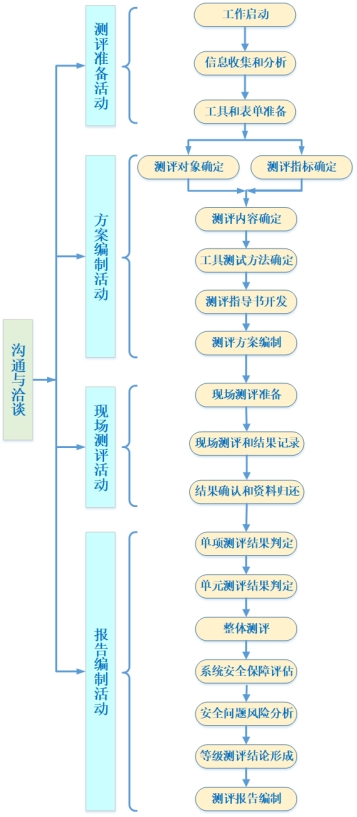 沟通与洽谈
测评准备活动
工作启动
信息收集和分析
工具和表单准备
方案编制活动
测评对象确定
测评指标确定
测评内容确定
工具测试方法确定
测评指导书开发
测评方案编制
现场测评活动
现场测评准备
现场测评和结果记录
结果确认和资料归还
报告编制活动
单项测评结果判定
单元测评结果判定
整体测评
系统安全保障评估
安全问题风险分析
等级测评结论形成
测评报告编制